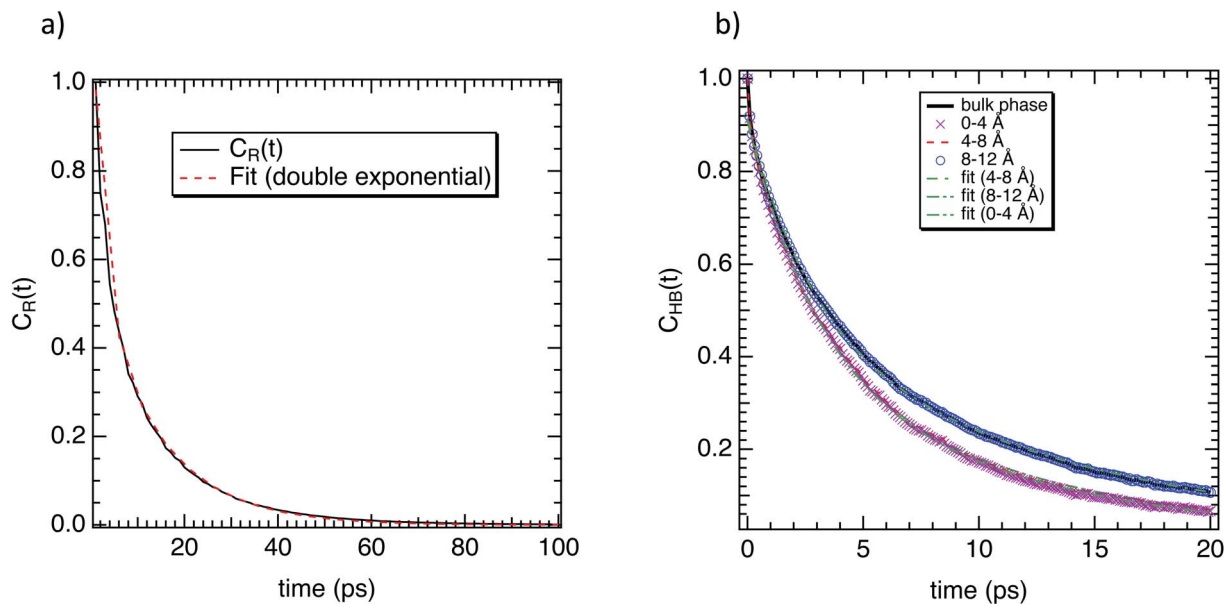 a)
1.0
0.8
0.6
0.4
0.2
0.0
C_R(t)
C_R(t)
Fit (double exponential)
20
40
60
80
100
time (ps)
b)
1.0
0.8
0.6
0.4
0.2
C_HB(t)
bulk phase
0-4 Å
4-8 Å
8-12 Å
fit (4-8 Å)
fit (8-12 Å)
fit (0-4 Å)
0
5
10
15
20
time (ps)